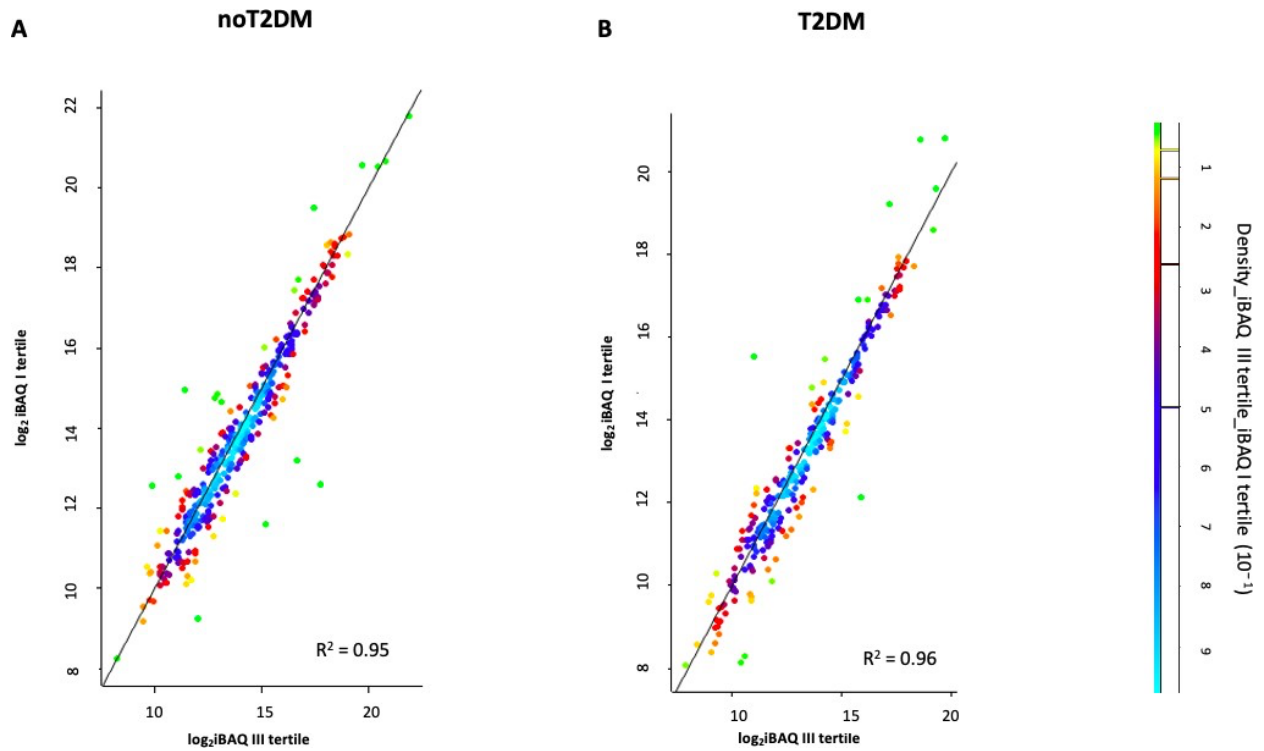 noT2DM
T2DM
A
B
22
20
18
16
14
12
10
8
log₂ iBAQ I tertile
R² = 0.95
10
15
20
log₂iBAQ III tertile
20
18
16
14
12
10
8
log₂ iBAQ I tertile
R² = 0.96
10
15
20
log₂iBAQ III tertile
1
2
3
4
5
6
7
8
9
Density_iBAQ III tertile_iBAQ I tertile (10⁻¹)